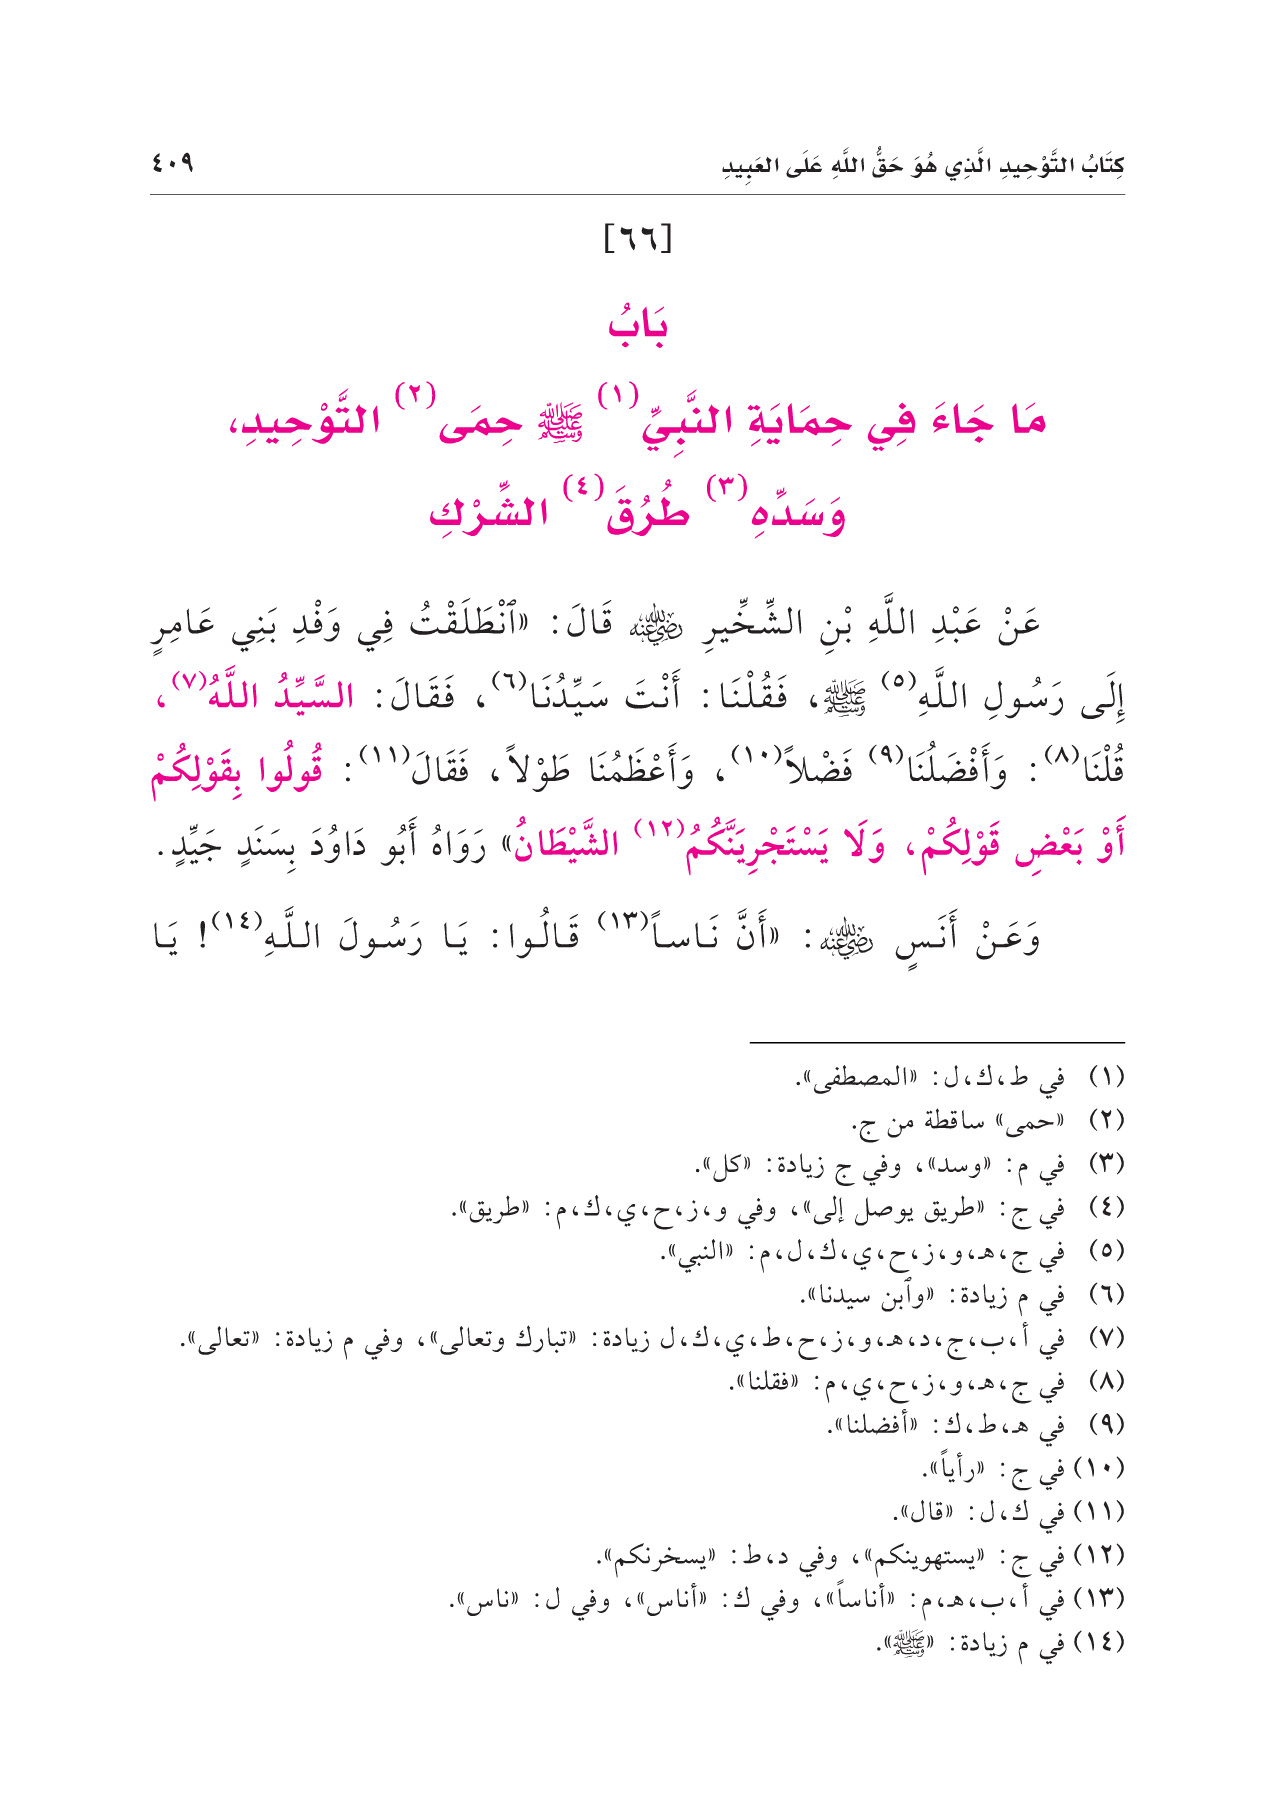 كِتَابُ التَّوْحِيدِ الَّذِي هُوَ حَقُّ اللَّهِ عَلَى العَبِيدِ ٤٠٩
[٦٦]
بَابُ
مَا جَاءَ فِي حِمَايَةِ النَّبِيِّ(١) ﷺ حِمَى(٢) التَّوْحِيدِ،
وَسَدِّهِ(٣) طُرُقَ(٤) الشِّرْكِ
عَنْ عَبْدِ اللَّهِ بْنِ الشِّخِّيرِ رضي الله عنه قَالَ: «ٱنْطَلَقْتُ فِي وَفْدِ بَنِي عَامِرٍ
إِلَى رَسُولِ اللَّهِ(٥) ﷺ، فَقُلْنَا: أَنْتَ سَيِّدُنَا(٦)، فَقَالَ: السَّيِّدُ اللَّهُ(٧)،
قُلْنَا(٨): وَأَفْضَلُنَا(٩) فَضْلاً(١٠)، وَأَعْظَمُنَا طَوْلاً، فَقَالَ(١١): قُولُوا بِقَوْلِكُمْ
أَوْ بَعْضِ قَوْلِكُمْ، وَلَا يَسْتَجْرِيَنَّكُمُ(١٢) الشَّيْطَانُ» رَوَاهُ أَبُو دَاوُدَ بِسَنَدٍ جَيِّدٍ.
وَعَنْ أَنَسٍ رضي الله عنه: «أَنَّ نَاساً(١٣) قَالُوا: يَا رَسُولَ اللَّهِ(١٤)! يَا
(١) في ط،ك،ل: «المصطفى».
(٢) «حمى» ساقطة من ج.
(٣) في م: «وسد»، وفي ج زيادة: «كل».
(٤) في ج: «طريق يوصل إلى»، وفي و،ز،ح،ي،ك،م: «طريق».
(٥) في ج،هـ،و،ز،ح،ي،ك،ل،م: «النبي».
(٦) في م زيادة: «وٱبن سيدنا».
(٧) في أ،ب،ج،د،هـ،و،ز،ح،ط،ي،ك،ل زيادة: «تبارك وتعالى»، وفي م زيادة: «تعالى».
(٨) في ج،هـ،و،ز،ح،ي،م: «فقلنا».
(٩) في هـ،ط،ك: «أفضلنا».
(١٠) في ج: «رأياً».
(١١) في ك،ل: «قال».
(١٢) في ج: «يستهوينكم»، وفي د،ط: «يسخرنكم».
(١٣) في أ،ب،هـ،م: «أناساً»، وفي ك: «أناس»، وفي ل: «ناس».
(١٤) في م زيادة: «ﷺ».